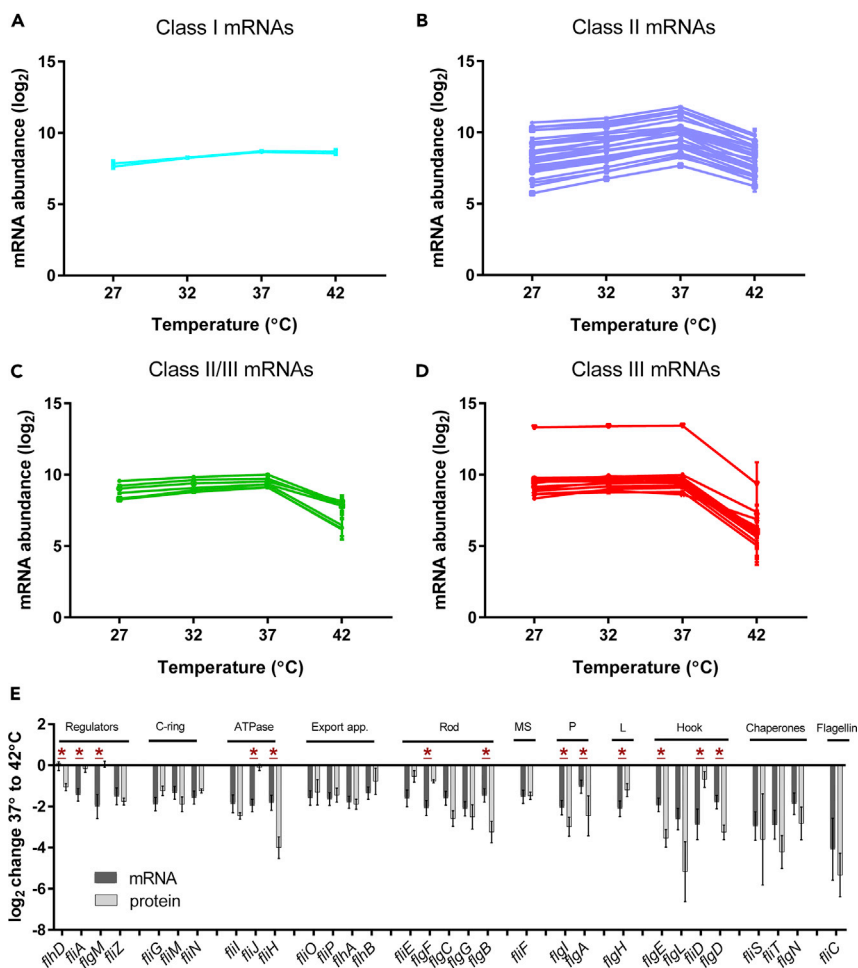 A
Class I mRNAs
mRNA abundance (log2)
15
10
5
0
27 32 37 42
Temperature (°C)
B
Class II mRNAs
mRNA abundance (log2)
15
10
5
0
27 32 37 42
Temperature (°C)
C
Class II/III mRNAs
mRNA abundance (log2)
15
10
5
0
27 32 37 42
Temperature (°C)
D
Class III mRNAs
mRNA abundance (log2)
15
10
5
0
27 32 37 42
Temperature (°C)
E
log2 change 37° to 42°C
2
0
-2
-4
-6
-8
Regulators C-ring ATPase Export app. Rod MS P L Hook Chaperones Flagellin
* * * * * * * * * * * * *
mRNA
protein
flhD fliA flgM fliZ fliG fliM fliN fliI fliJ fliH fliO fliP flhA flhB fliE flgF flgC flgG flgB fliF flgI flgA flgH flgE flgL fliD flgD fliS fliT flgN fliC